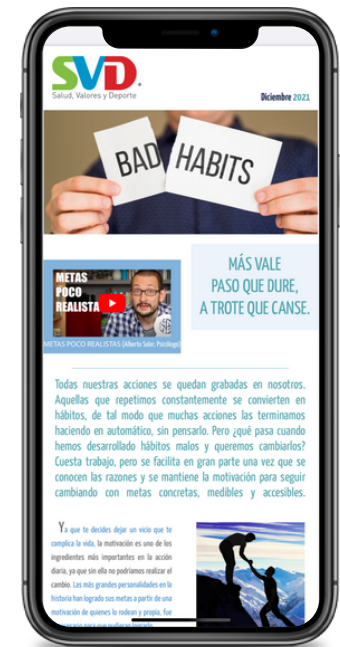 SVD
Salud, Valores y Deporte
Diciembre 2021
BAD HABITS
METAS
POCO
REALISTA
METAS POCO REALISTAS (Alberto Soler, Psicólogo)
MÁS VALE
PASO QUE DURE,
A TROTE QUE CANSE.
Todas nuestras acciones se quedan grabadas en nosotros.
Aquellas que repetimos constantemente se convierten en
hábitos, de tal modo que muchas acciones las terminamos
haciendo en automático, sin pensarlo. Pero ¿qué pasa cuando
hemos desarrollado hábitos malos y queremos cambiarlos?
Cuesta trabajo, pero se facilita en gran parte una vez que se
conocen las razones y se mantiene la motivación para seguir
cambiando con metas concretas, medibles y accesibles.
Ya que te decides dejar un vicio que te
complica la vida, la motivación es uno de los
ingredientes más importantes en la acción
diaria, ya que sin ella no podríamos realizar el
cambio. Las más grandes personalidades en la
historia han logrado sus metas a partir de una
motivación de quienes lo rodean y propia, fue
para que pudieran lograrlo